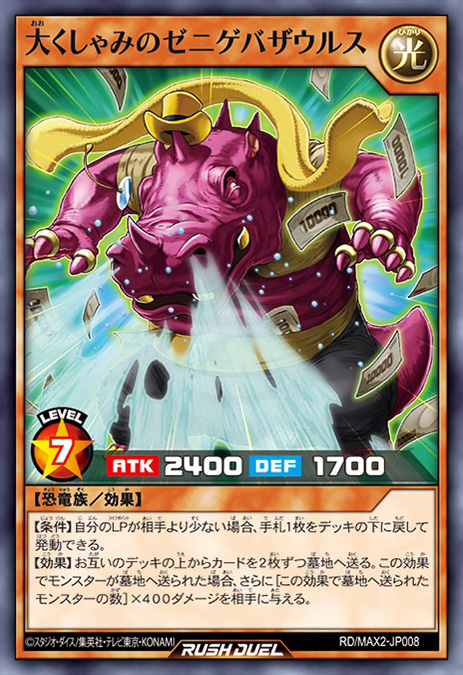 大くしゃみのゼニゲバザウルス
おお
ひかり
光
10000
10000
10000
LEVEL
7
ATK 2400 DEF 1700
【恐竜族／効果】
【条件】自分のLPが相手より少ない場合、手札1枚をデッキの下に戻して
発動できる。
【効果】お互いのデッキの上からカードを2枚ずつ墓地へ送る。この効果
でモンスターが墓地へ送られた場合、さらに[この効果で墓地へ送られた
モンスターの数]×400ダメージを相手に与える。
©スタジオ・ダイス/集英社・テレビ東京・KONAMI
RUSH DUEL
RD/MAX2-JP008